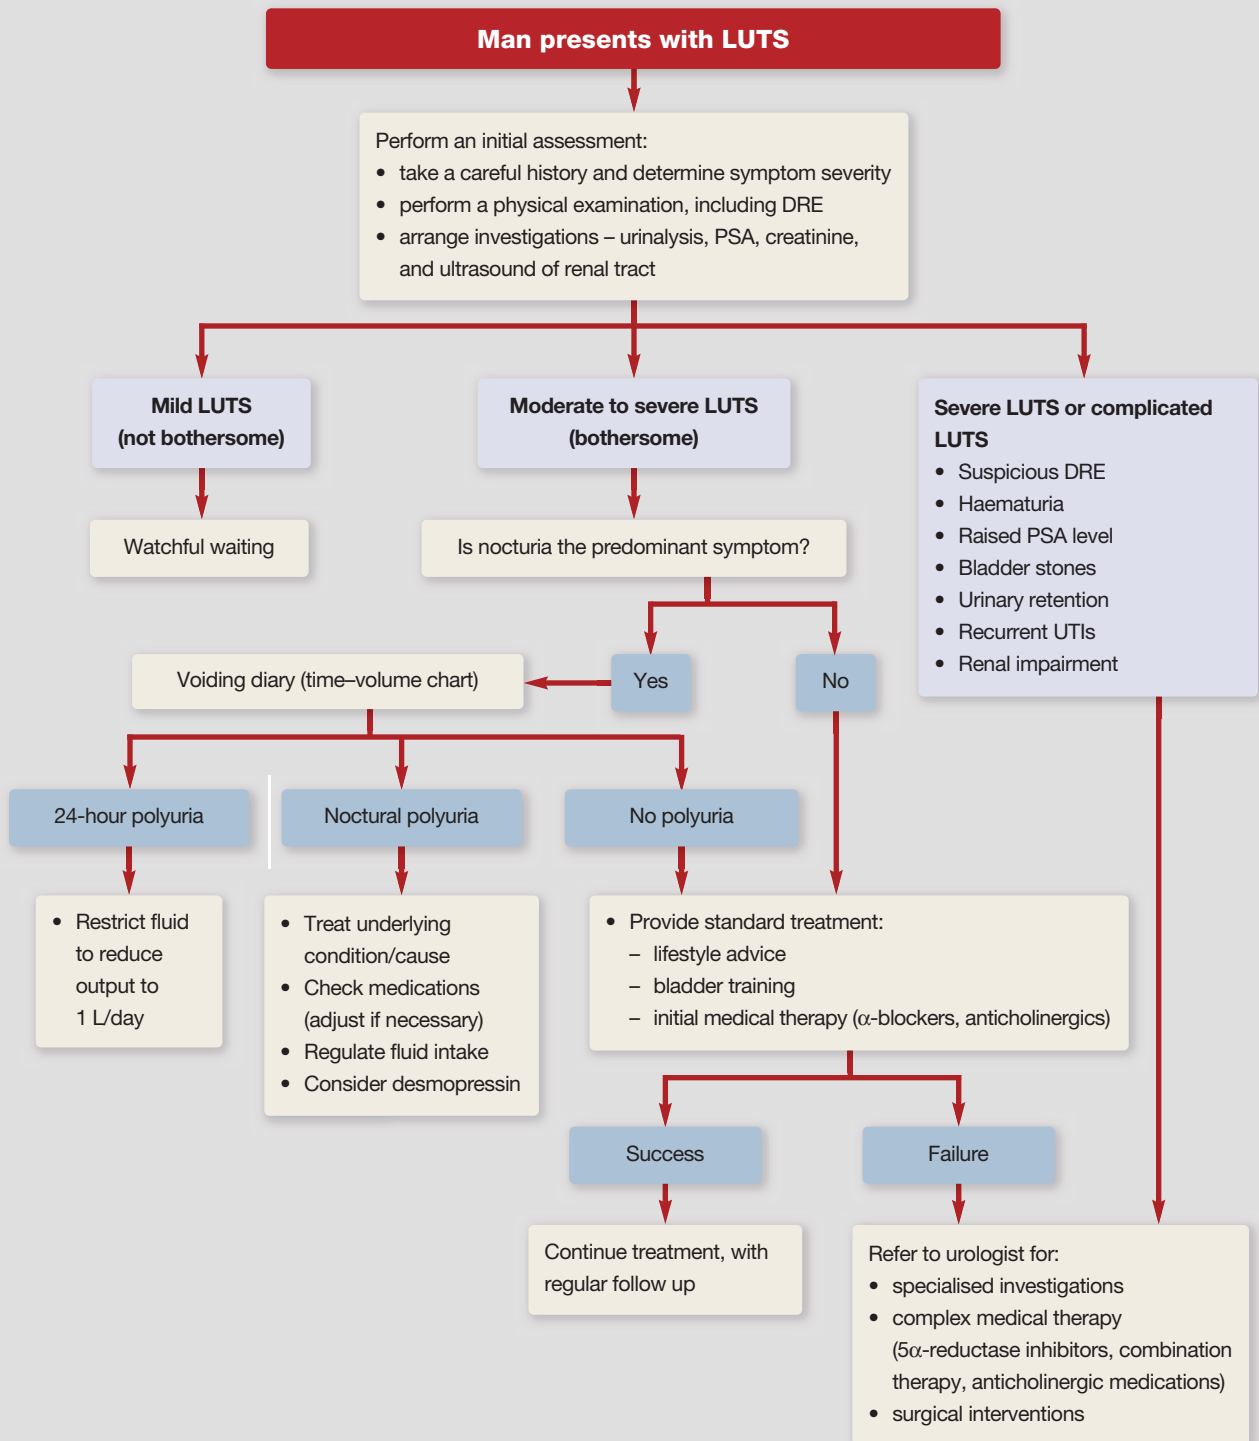 Man presents with LUTS
Perform an initial assessment:
• take a careful history and determine symptom severity
• perform a physical examination, including DRE
• arrange investigations – urinalysis, PSA, creatinine,
and ultrasound of renal tract
Mild LUTS
(not bothersome)
Moderate to severe LUTS
(bothersome)
Severe LUTS or complicated
LUTS
• Suspicious DRE
• Haematuria
• Raised PSA level
• Bladder stones
• Urinary retention
• Recurrent UTIs
• Renal impairment
Watchful waiting
Is nocturia the predominant symptom?
Voiding diary (time–volume chart)
Yes
No
24-hour polyuria
Noctural polyuria
No polyuria
• Restrict fluid
to reduce
output to
1 L/day
• Treat underlying
condition/cause
• Check medications
(adjust if necessary)
• Regulate fluid intake
• Consider desmopressin
• Provide standard treatment:
– lifestyle advice
– bladder training
– initial medical therapy (α-blockers, anticholinergics)
Success
Failure
Continue treatment, with
regular follow up
Refer to urologist for:
• specialised investigations
• complex medical therapy
(5α-reductase inhibitors, combination
therapy, anticholinergic medications)
• surgical interventions